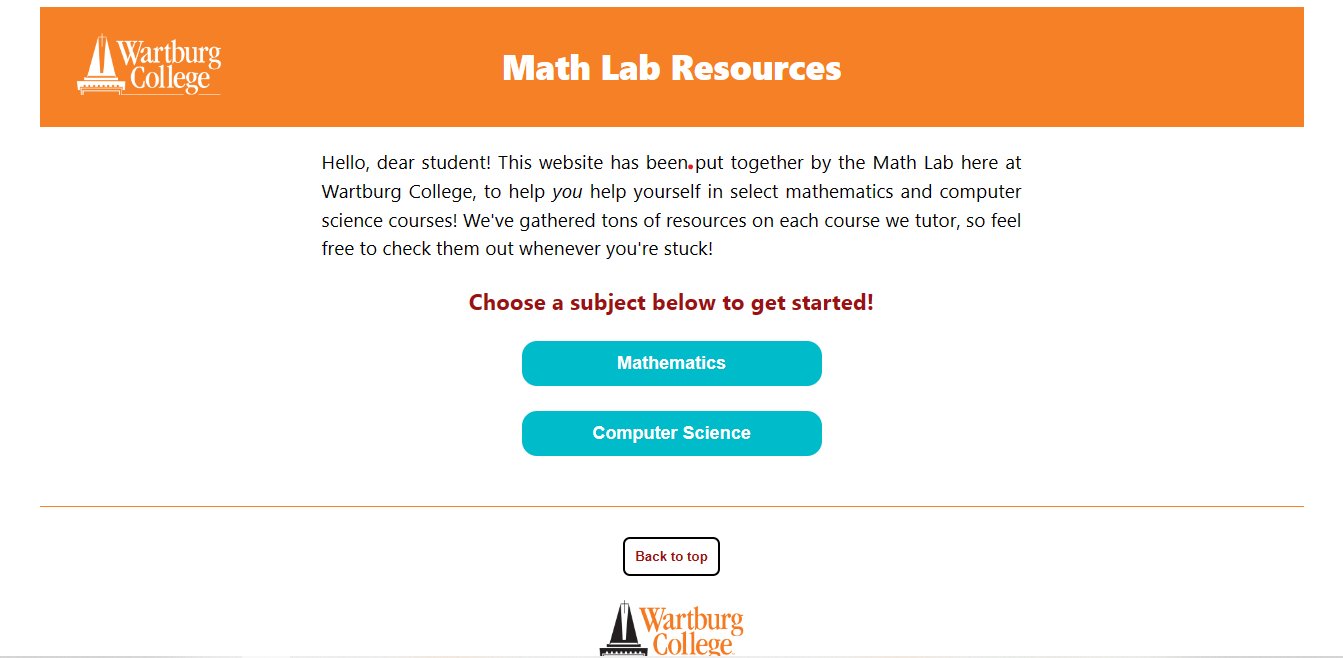 Wartburg
College
Math Lab Resources
Hello, dear student! This website has been put together by the Math Lab here at
Wartburg College, to help you help yourself in select mathematics and computer
science courses! We've gathered tons of resources on each course we tutor, so feel
free to check them out whenever you're stuck!
Choose a subject below to get started!
Mathematics
Computer Science
Back to top
Wartburg
College